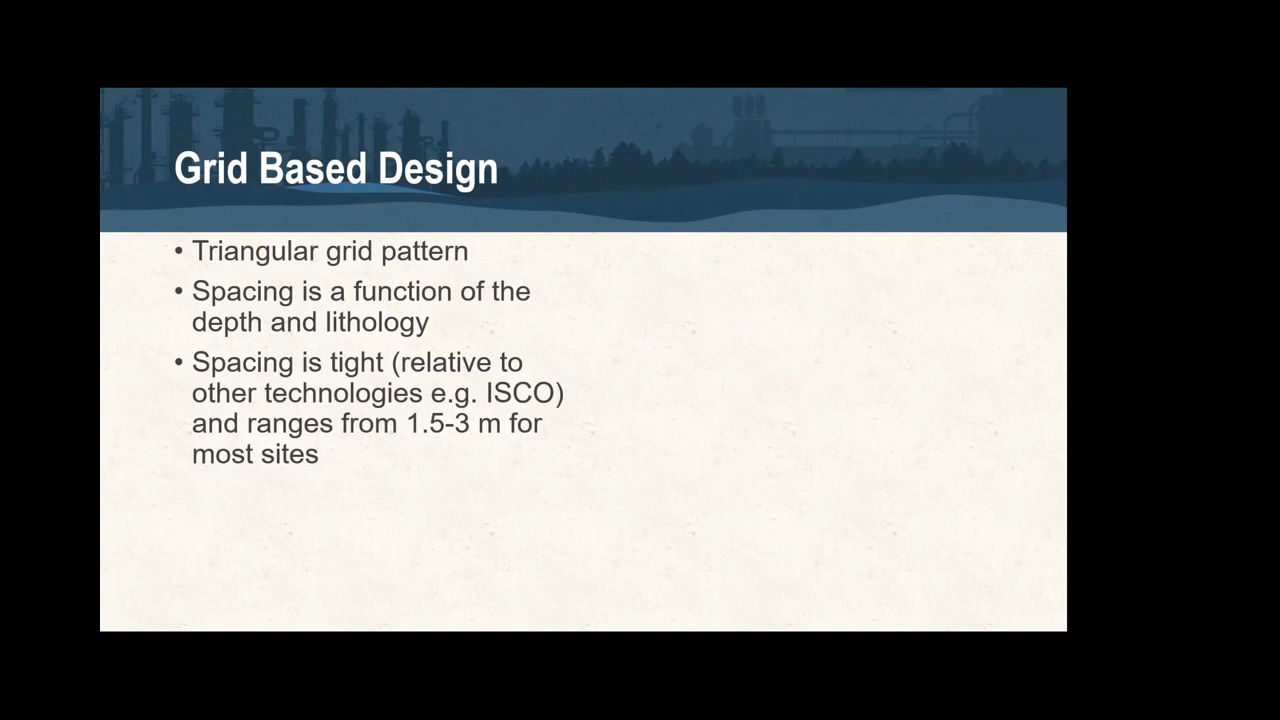 Grid Based Design
• Triangular grid pattern
• Spacing is a function of the
depth and lithology
• Spacing is tight (relative to
other technologies e.g. ISCO)
and ranges from 1.5-3 m for
most sites